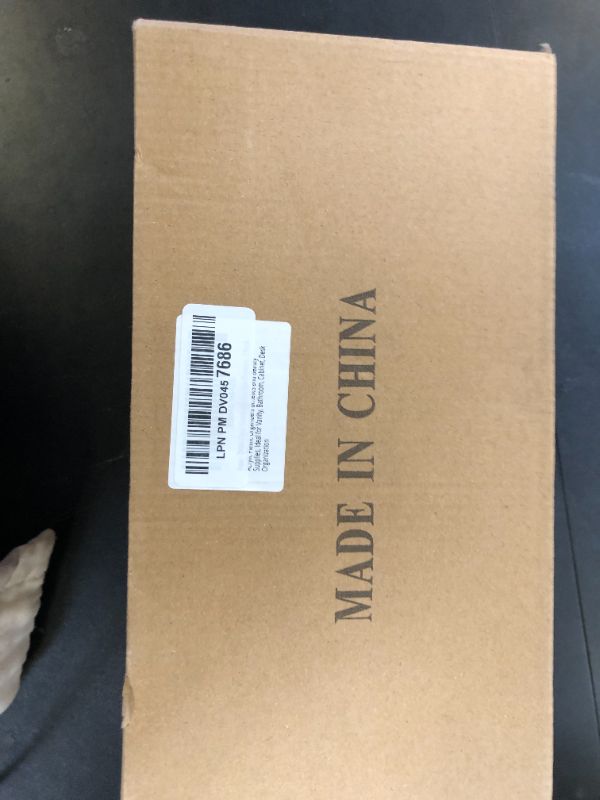 LPN PM DV045 7686
Supplies, Ideal for Vanity, Bathroom, Cabinet, Desk
Organization
MADE IN CHINA